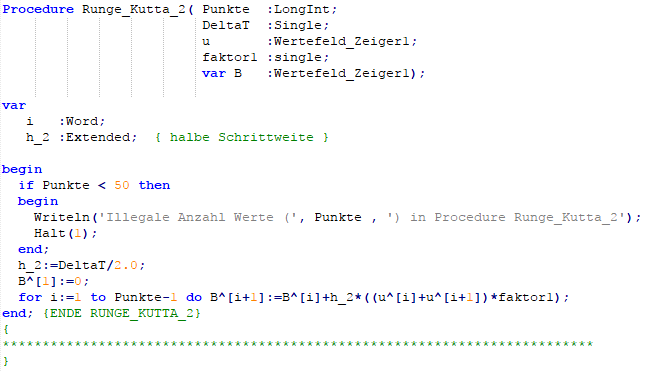 Procedure Runge_Kutta_2( Punkte  :LongInt;
                         DeltaT  :Single;
                         u       :Wertefeld_Zeiger1;
                         faktor1 :single;
                         var B   :Wertefeld_Zeiger1);
var
   i   :Word;
   h_2 :Extended;  { halbe Schrittweite }
begin
  if Punkte < 50 then
  begin
    Writeln('Illegale Anzahl Werte (', Punkte , ') in Procedure Runge_Kutta_2');
    Halt(1);
  end;
  h_2:=DeltaT/2.0;
  B^[1]:=0;
  for i:=1 to Punkte-1 do B^[i+1]:=B^[i]+h_2*((u^[i]+u^[i+1])*faktor1);
end; {ENDE RUNGE_KUTTA_2}
{
**************************************************************************
}